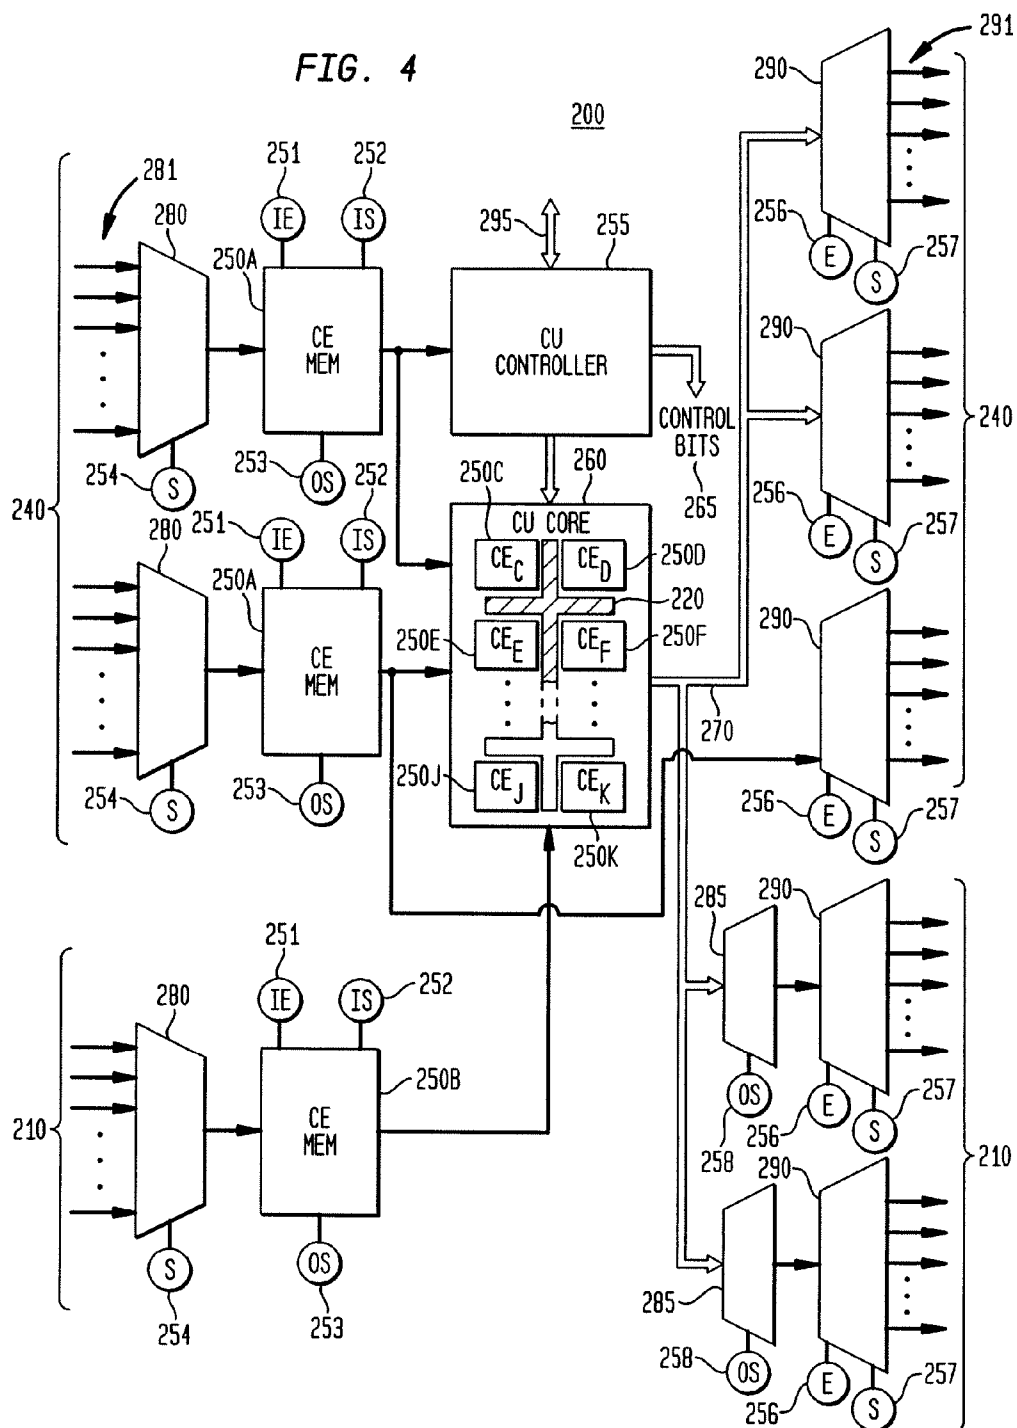 FIG. 4
200
291
290
281
280
251
252
IE
IS
295
255
250A
256
E
S
257
CE
MEM
CU
CONTROLLER
CONTROL
BITS
265
290
240
254
S
253
OS
250C
260
256
E
S
257
240
280
251
IE
252
IS
250A
CU CORE
CE C
CE D
250D
220
250E
CE E
CE F
250F
290
CE
MEM
270
254
S
253
OS
250J
CE J
CE K
250K
256
E
S
257
285
290
251
IE
IS
252
280
250B
CE
MEM
210
OS
258
256
E
S
257
290
210
254
S
OS
253
285
258
OS
256
E
S
257